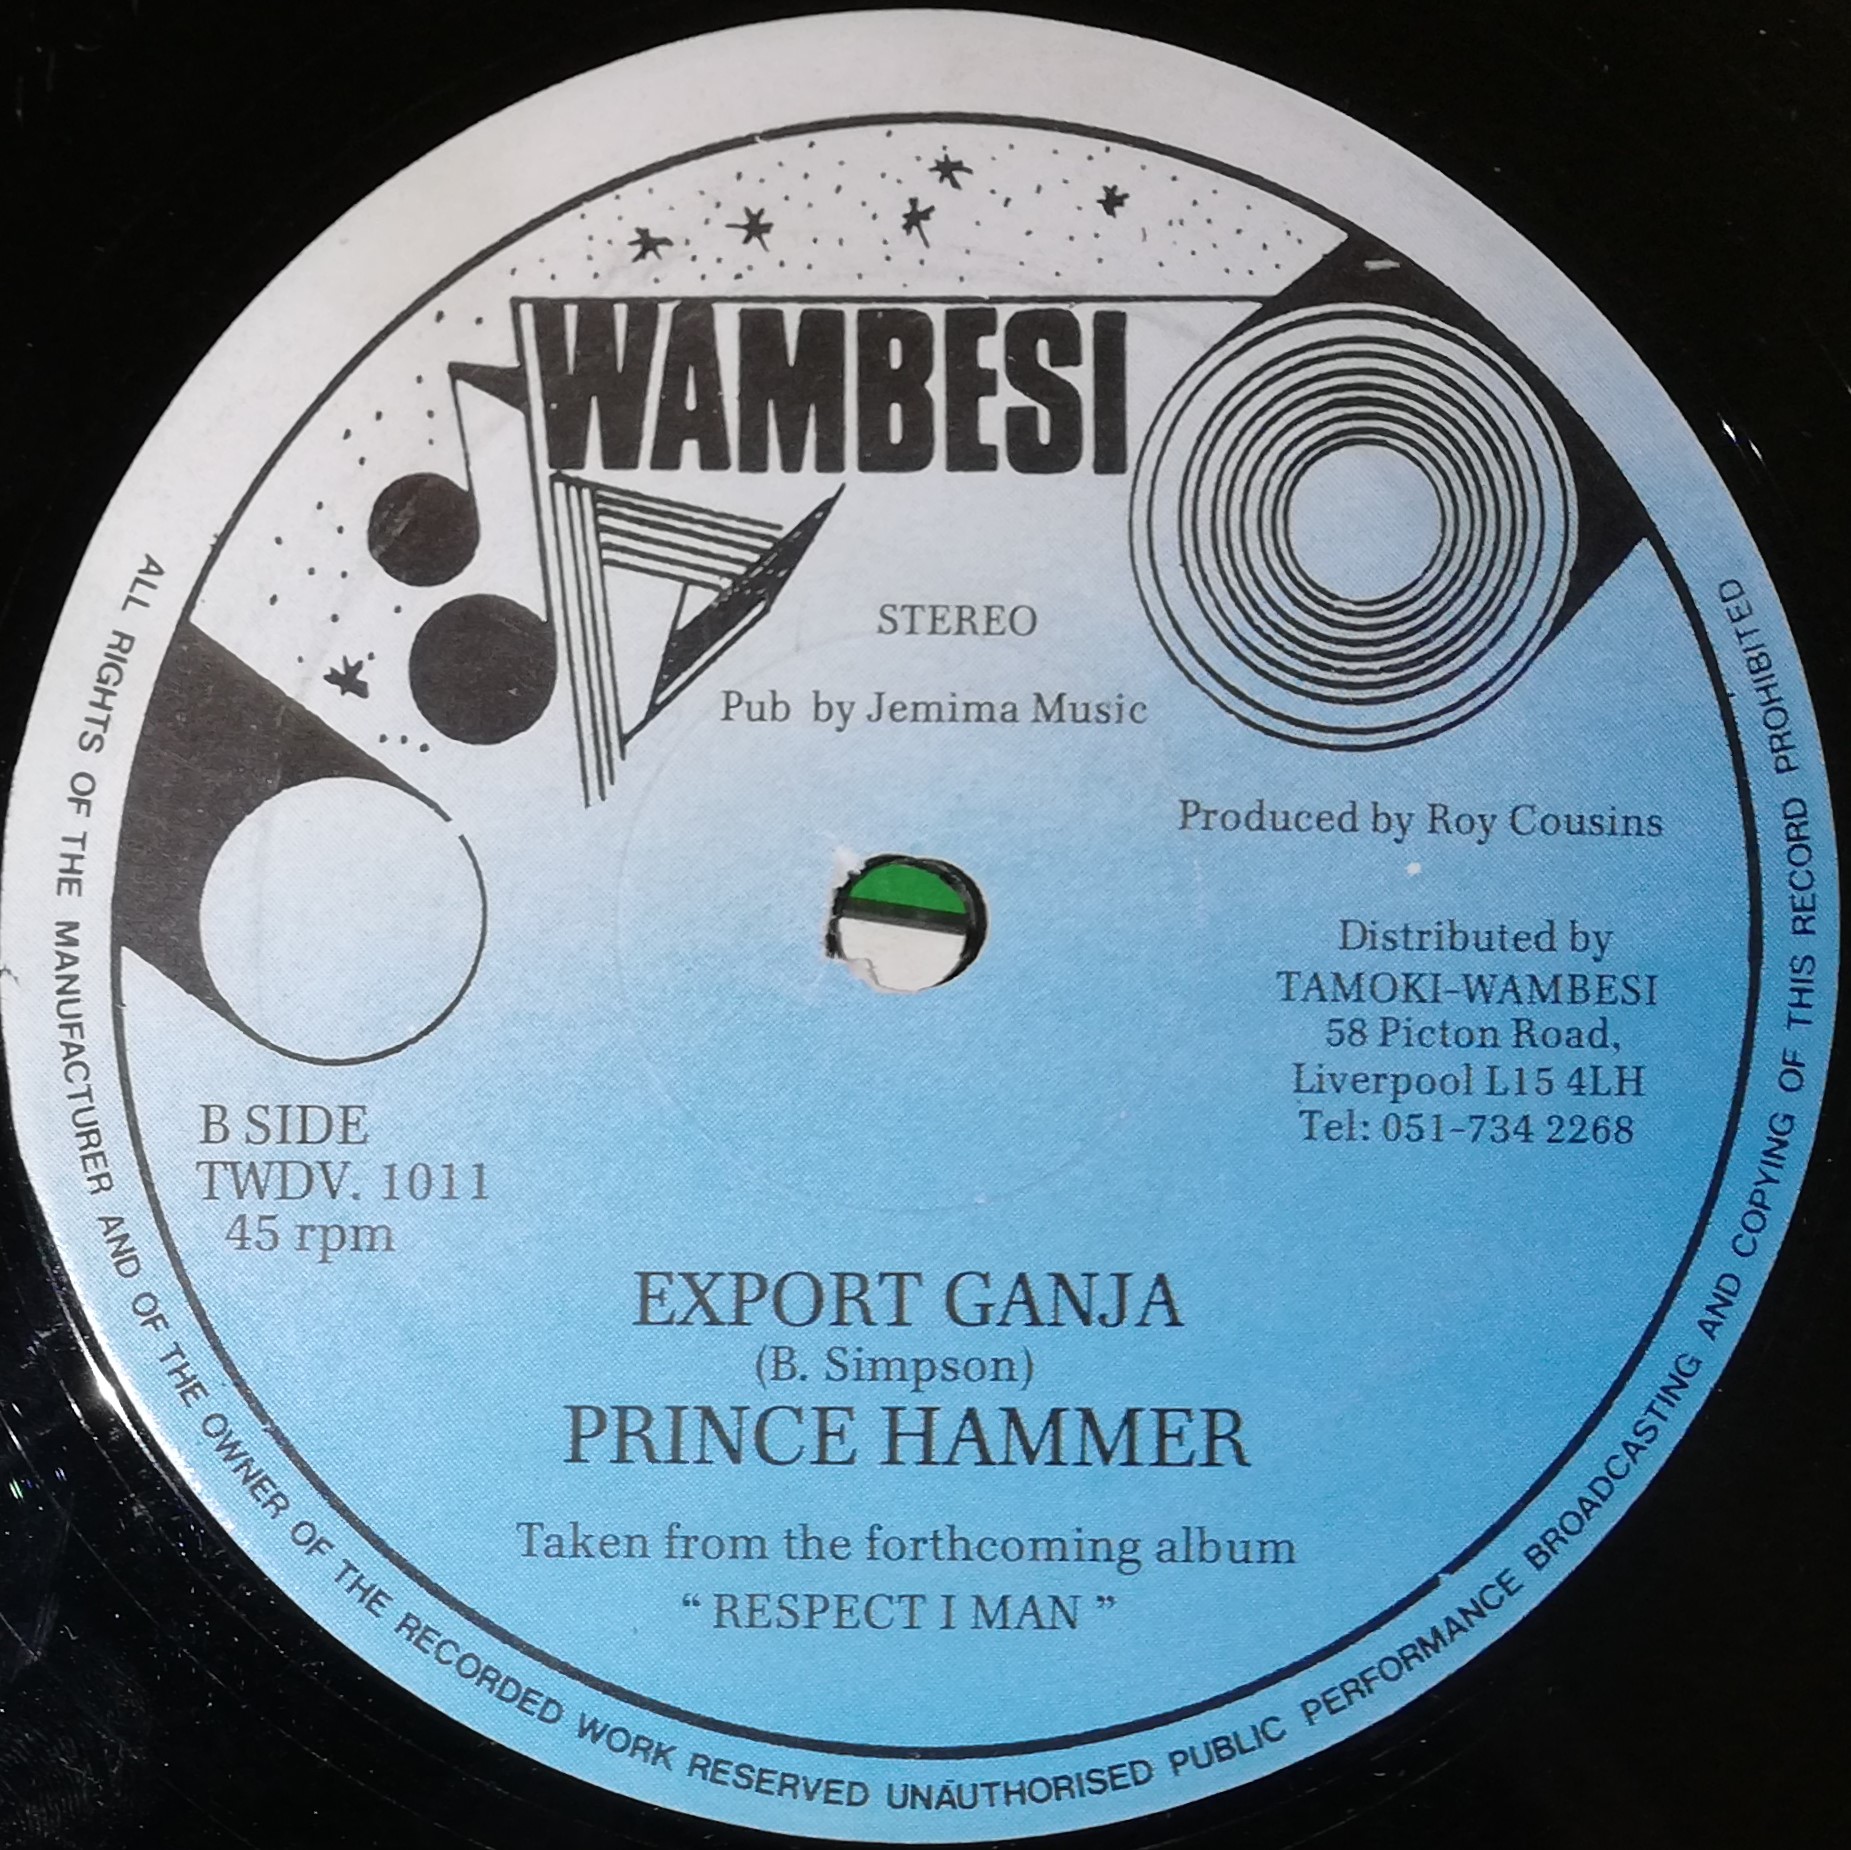 WAMBESI
STEREO
Pub by Jemima Music
Produced by Roy Cousins
Distributed by
TAMOKI-WAMBESI
58 Picton Road,
Liverpool L15 4LH
Tel: 051-734 2268
B SIDE
TWDV. 1011
45 rpm
EXPORT GANJA
(B. Simpson)
PRINCE HAMMER
Taken from the forthcoming album
“ RESPECT I MAN ”
ALL RIGHTS OF THE MANUFACTURER AND OF THE OWNER OF THE RECORDED WORK RESERVED UNAUTHORISED PUBLIC PERFORMANCE BROADCASTING AND COPYING OF THIS RECORD PROHIBITED